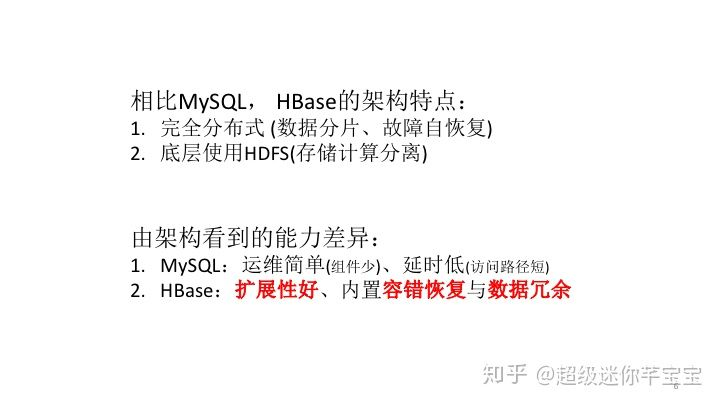 相比MySQL， HBase的架构特点：
1. 完全分布式 (数据分片、故障自恢复)
2. 底层使用HDFS(存储计算分离)
由架构看到的能力差异：
1. MySQL：运维简单(组件少)、延时低(访问路径短)
2. HBase：扩展性好、内置容错恢复与数据冗余
知乎 @超级迷你芊宝宝
6